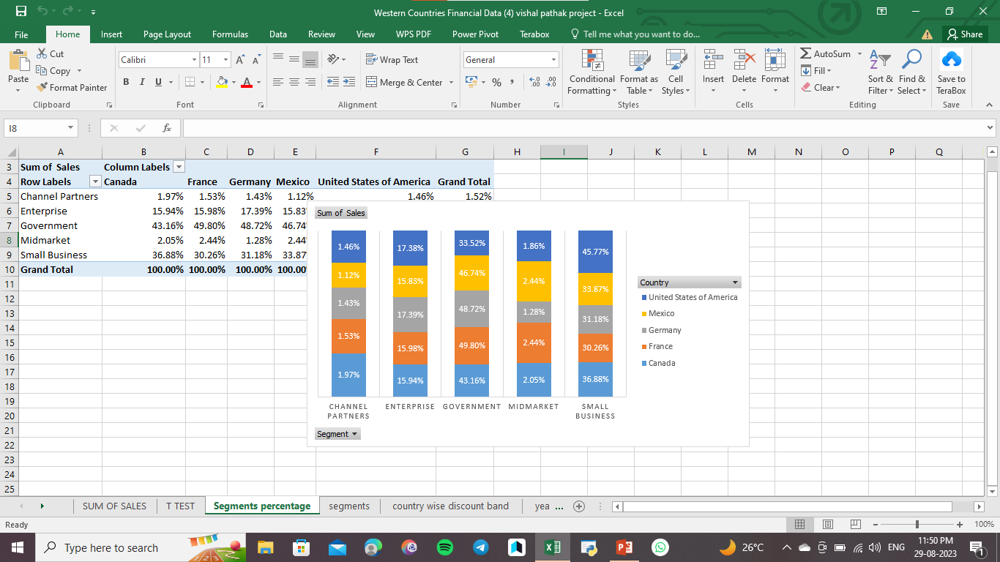 Western Countries Financial Data (4) vishal pathak project - Excel
File Home Insert Page Layout Formulas Data Review View WPS PDF Power Pivot Terabox Tell me what you want to do... Share
Paste
Cut
Copy
Format Painter
Clipboard
Calibri 11
B I U
Font
Wrap Text
Merge & Center
Alignment
General
%
Number
Conditional Formatting
Format as Table
Cell Styles
Styles
Insert Delete Format
Cells
AutoSum
Fill
Clear
Sort & Filter
Find & Select
Editing
Save to TeraBox
Save
I8 fx
A B C D E F G H I J K L M N O P Q
3 Sum of Sales Column Labels
4 Row Labels Canada France Germany Mexico United States of America Grand Total
5 Channel Partners 1.97% 1.53% 1.43% 1.12% 1.46% 1.52%
6 Enterprise 15.94% 15.98% 17.39% 15.83
7 Government 43.16% 49.80% 48.72% 46.74
8 Midmarket 2.05% 2.44% 1.28% 2.44
9 Small Business 36.88% 30.26% 31.18% 33.87
10 Grand Total 100.00% 100.00% 100.00% 100.00
11
12
13
14
15
16
17
18
19
20
21
22
23
24
25
Sum of Sales
1.46% 17.38% 33.52% 1.86% 45.77%
1.12% 15.83% 46.74% 2.44% 33.87%
1.43% 17.39% 48.72% 1.28% 31.18%
1.53% 15.98% 49.80% 2.44% 30.26%
1.97% 15.94% 43.16% 2.05% 36.88%
CHANNEL PARTNERS ENTERPRISE GOVERNMENT MIDMARKET SMALL BUSINESS
Segment
Country
United States of America
Mexico
Germany
France
Canada
SUM OF SALES T TEST Segments percentage segments country wise discount band yea ...
Ready 100%
Type here to search 26°C ENG 11:50 PM
29-08-2023
1